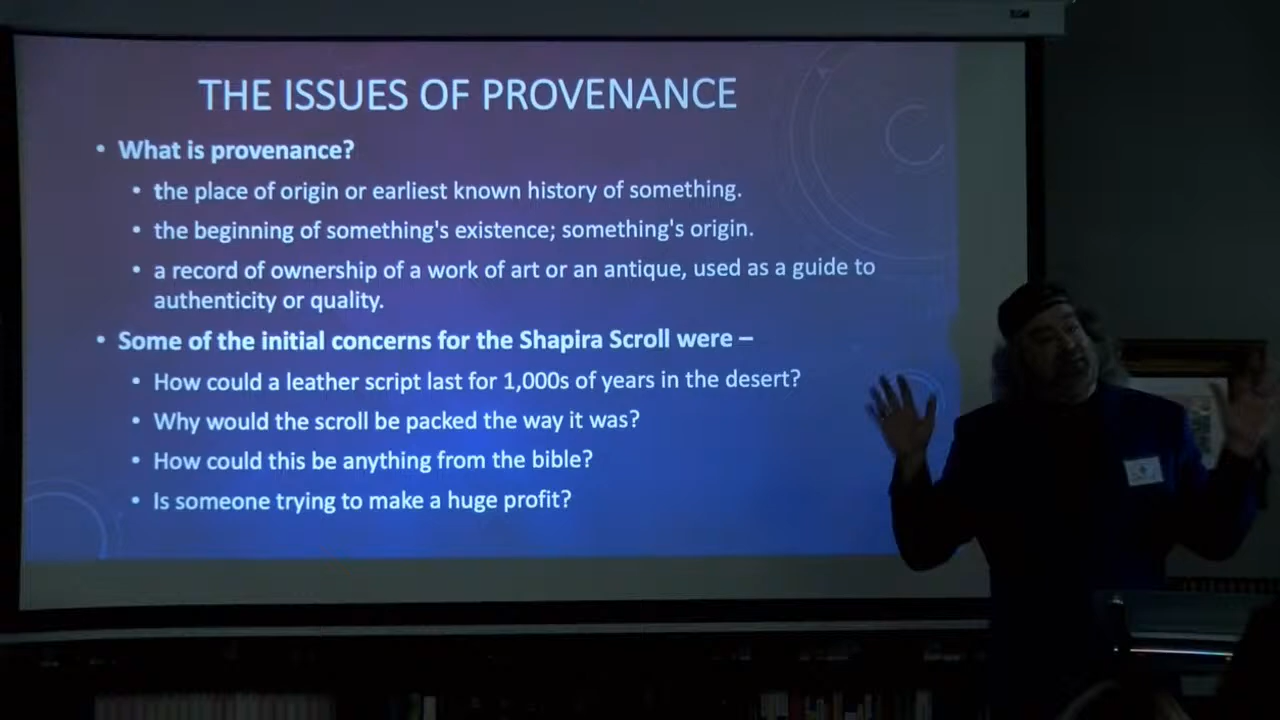 THE ISSUES OF PROVENANCE
• What is provenance?
• the place of origin or earliest known history of something.
• the beginning of something's existence; something's origin.
• a record of ownership of a work of art or an antique, used as a guide to
authenticity or quality.
• Some of the initial concerns for the Shapira Scroll were –
• How could a leather script last for 1,000s of years in the desert?
• Why would the scroll be packed the way it was?
• How could this be anything from the bible?
• Is someone trying to make a huge profit?